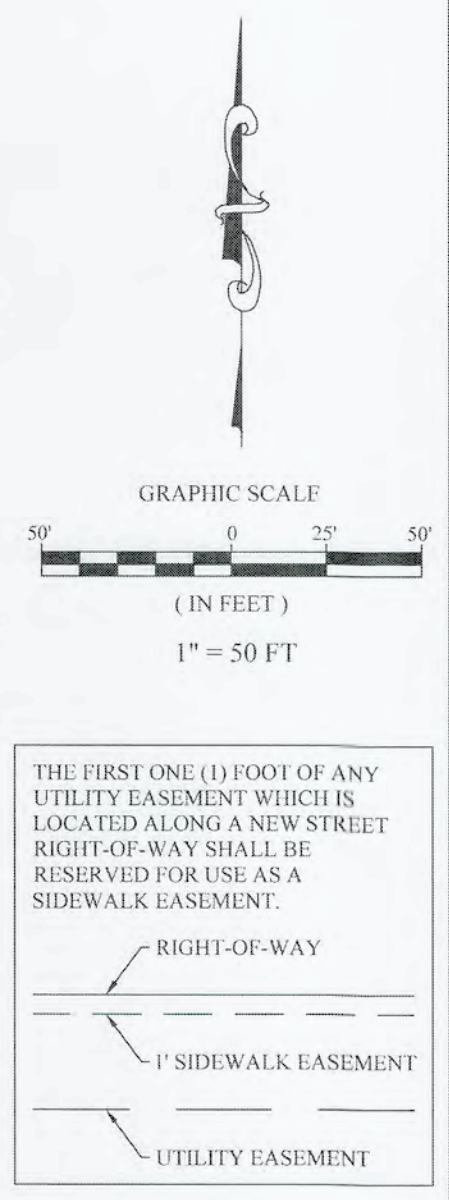 GRAPHIC SCALE
50' 0 25' 50'
( IN FEET )
1" = 50 FT
THE FIRST ONE (1) FOOT OF ANY
UTILITY EASEMENT WHICH IS
LOCATED ALONG A NEW STREET
RIGHT-OF-WAY SHALL BE
RESERVED FOR USE AS A
SIDEWALK EASEMENT.
RIGHT-OF-WAY
1' SIDEWALK EASEMENT
UTILITY EASEMENT